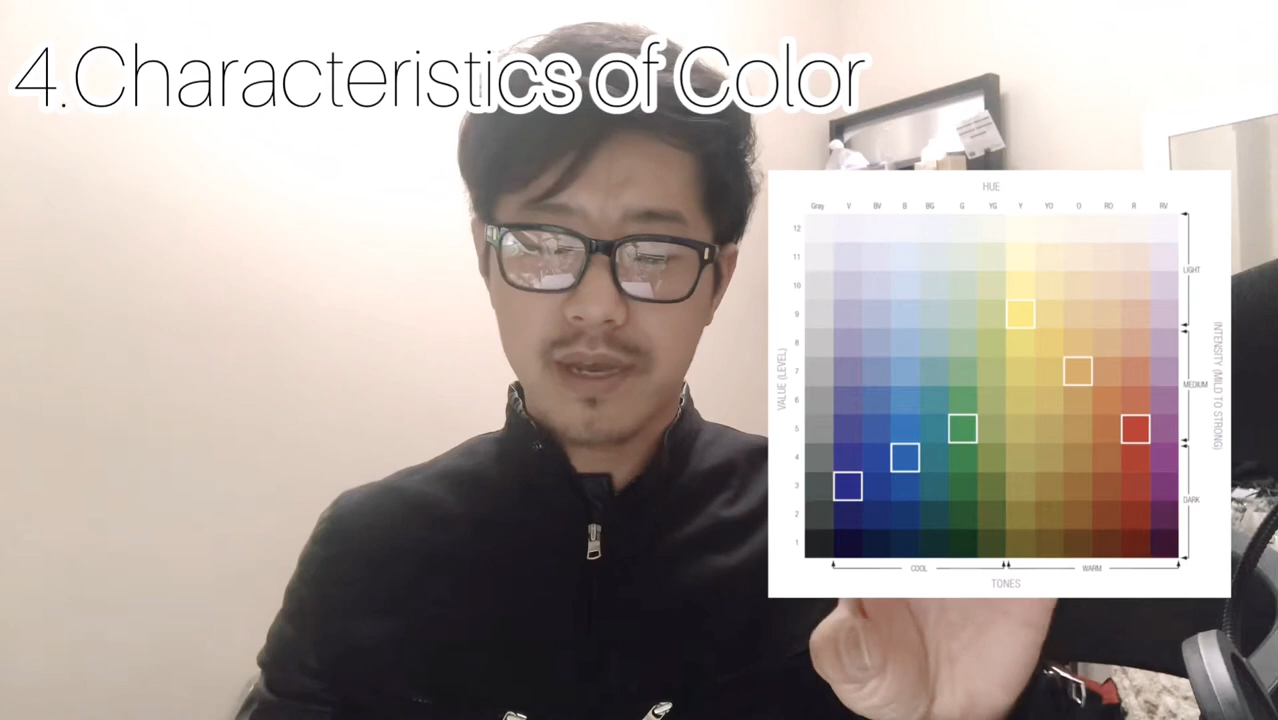 4.Characteristics of Color
HUE
Gray V BV B BG G YG Y YO O RO R RV
12
11
10
9
8
7
6
5
4
3
2
1
VALUE (LEVEL)
LIGHT
MEDIUM
DARK
INTENSITY (MILD TO STRONG)
COOL WARM
TONES